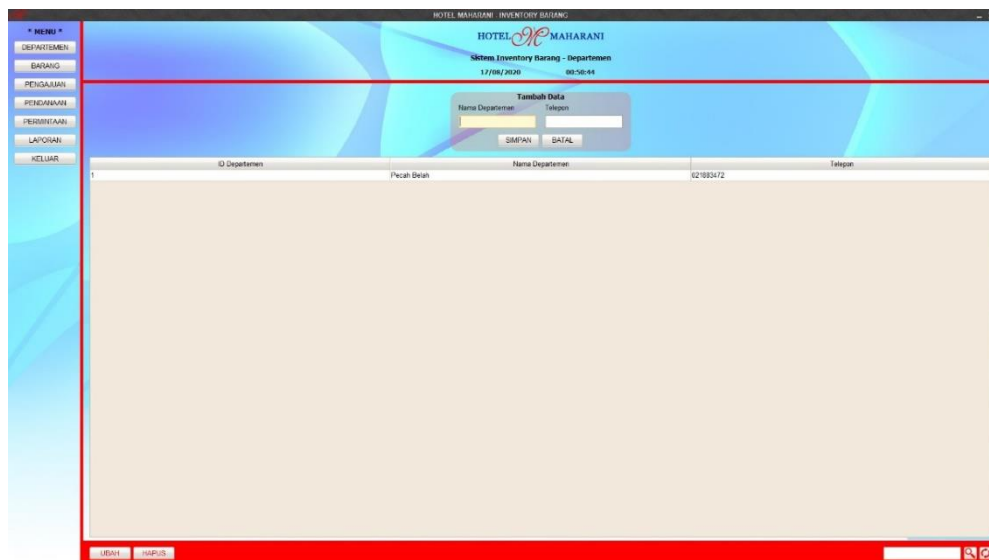 HOTEL MAHARANI - INVENTORY BARANG
* MENU *
DEPARTEMEN
BARANG
PENGAJUAN
PENDANAAN
PERMINTAAN
LAPORAN
KELUAR
HOTEL M MAHARANI
Sistem Inventory Barang - Departemen
17/08/2020 00:50:44
Tambah Data
Nama Departemen Telepon
SIMPAN BATAL
ID Departemen Nama Departemen Telepon
1 Pecah Belah 021883472
UBAH HAPUS